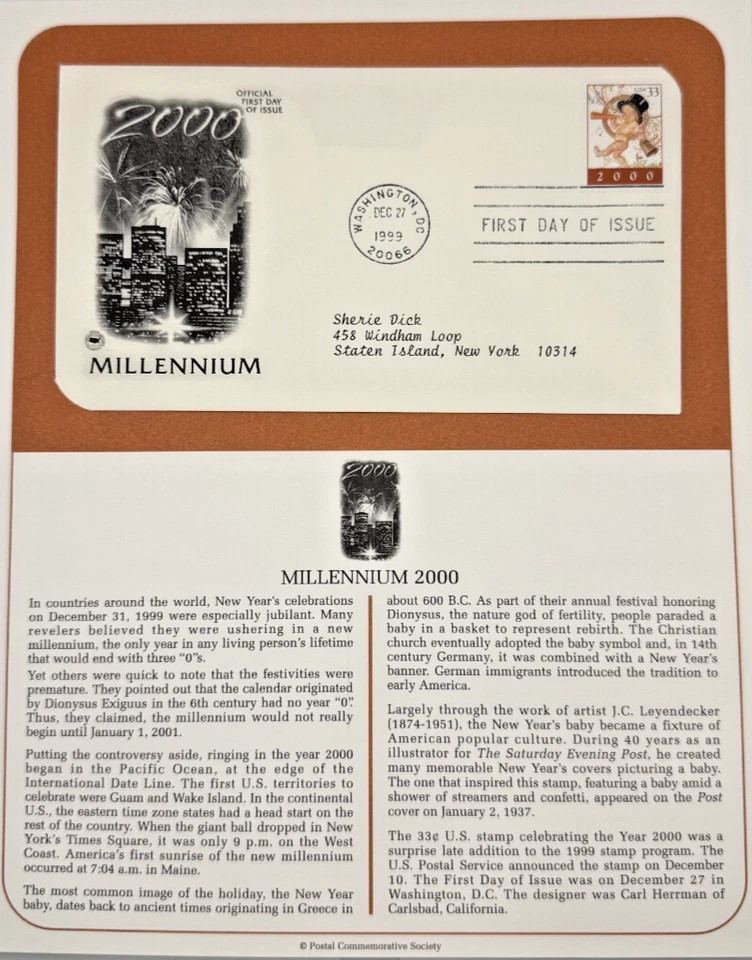 OFFICIAL
FIRST DAY
OF ISSUE
2000
MILLENNIUM
WASHINGTON, DC
DEC 27
1999
20066
USA 33
2000
FIRST DAY OF ISSUE
Sherie Dick
458 Windham Loop
Staten Island, New York 10314
2000
MILLENNIUM 2000
In countries around the world, New Year's celebrations
on December 31, 1999 were especially jubilant. Many
revelers believed they were ushering in a new
millennium, the only year in any living person's lifetime
that would end with three "0"s.
Yet others were quick to note that the festivities were
premature. They pointed out that the calendar originated
by Dionysus Exiguus in the 6th century had no year "0".
Thus, they claimed, the millennium would not really
begin until January 1, 2001.
Putting the controversy aside, ringing in the year 2000
began in the Pacific Ocean, at the edge of the
International Date Line. The first U.S. territories to
celebrate were Guam and Wake Island. In the continental
U.S., the eastern time zone states had a head start on the
rest of the country. When the giant ball dropped in New
York's Times Square, it was only 9 p.m. on the West
Coast. America's first sunrise of the new millennium
occurred at 7:04 a.m. in Maine.
The most common image of the holiday, the New Year
baby, dates back to ancient times originating in Greece in
about 600 B.C. As part of their annual festival honoring
Dionysus, the nature god of fertility, people paraded a
baby in a basket to represent rebirth. The Christian
church eventually adopted the baby symbol and, in 14th
century Germany, it was combined with a New Year's
banner. German immigrants introduced the tradition to
early America.
Largely through the work of artist J.C. Leyendecker
(1874-1951), the New Year's baby became a fixture of
American popular culture. During 40 years as an
illustrator for The Saturday Evening Post, he created
many memorable New Year's covers picturing a baby.
The one that inspired this stamp, featuring a baby amid a
shower of streamers and confetti, appeared on the Post
cover on January 2, 1937.
The 33¢ U.S. stamp celebrating the Year 2000 was a
surprise late addition to the 1999 stamp program. The
U.S. Postal Service announced the stamp on December
10. The First Day of Issue was on December 27 in
Washington, D.C. The designer was Carl Herrman of
Carlsbad, California.
© Postal Commemorative Society